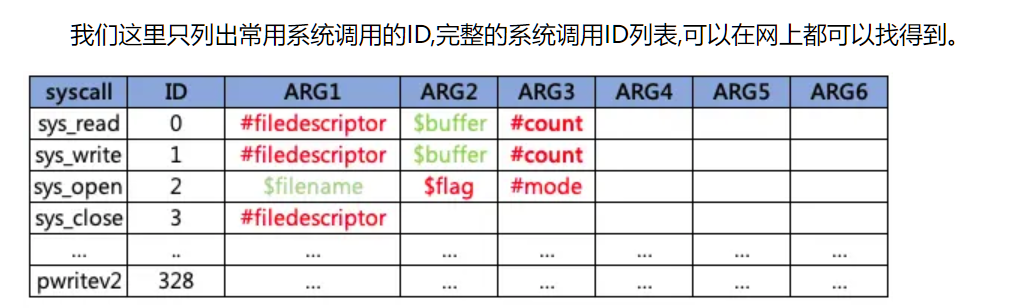 我们这里只列出常用系统调用的ID,完整的系统调用ID列表,可以在网上都可以找得到。
syscall ID ARG1 ARG2 ARG3 ARG4 ARG5 ARG6
sys_read 0 #filedescriptor $buffer #count
sys_write 1 #filedescriptor $buffer #count
sys_open 2 $filename $flag #mode
sys_close 3 #filedescriptor
... .. ... ... ... ... ... ...
pwritev2 328 ... ... ... ... ... ...